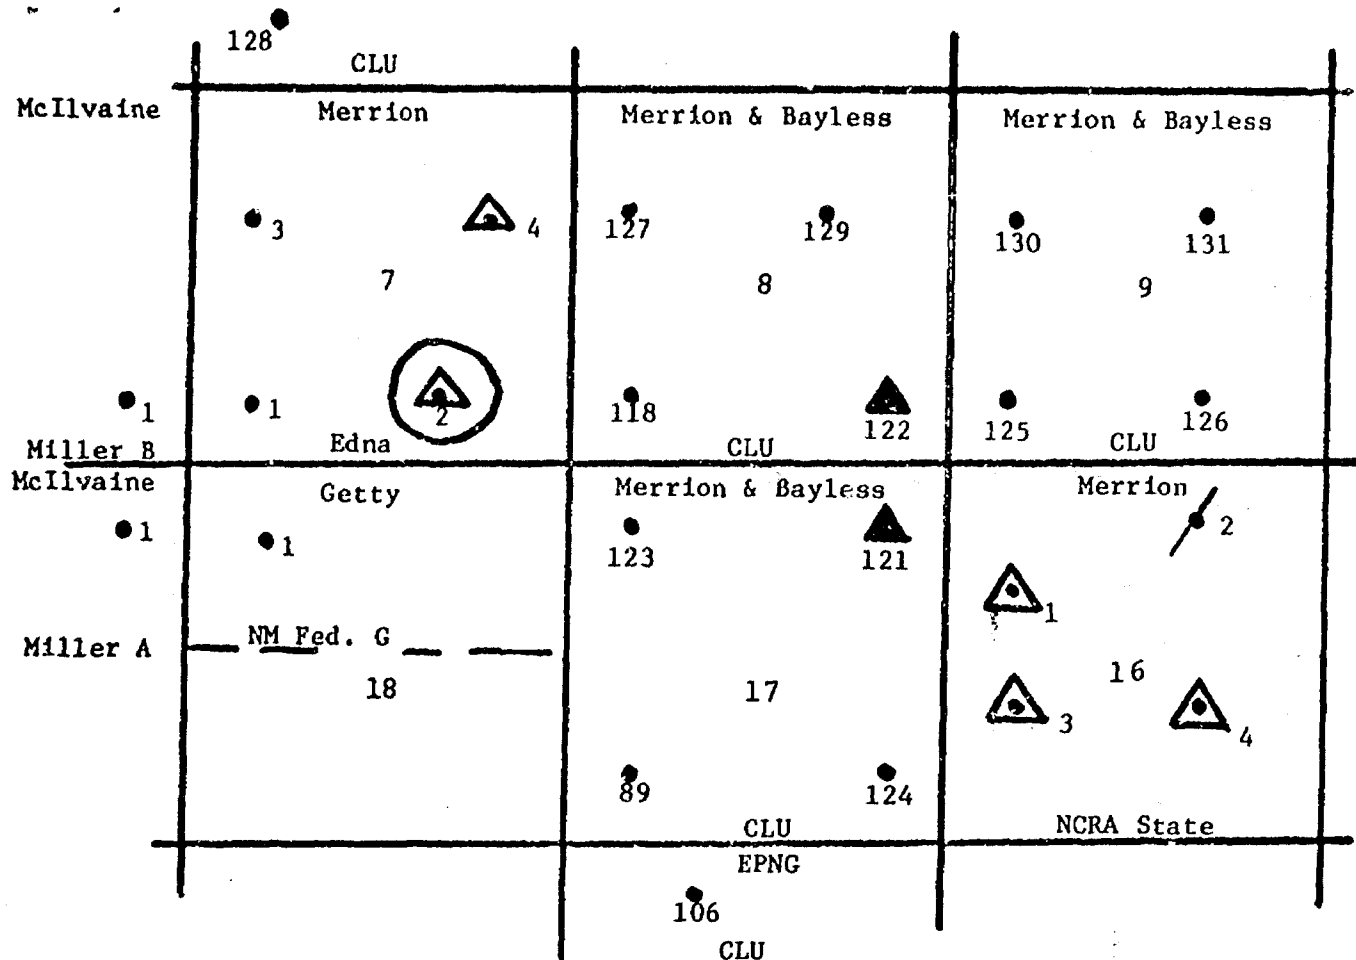 128
CLU
McIlvaine
Merrion
Merrion & Bayless
Merrion & Bayless
3
4
127
129
130
131
7
8
9
1
1
2
118
122
125
126
Miller B
Edna
CLU
CLU
McIlvaine
Getty
Merrion & Bayless
Merrion
1
1
123
121
2
1
Miller A
NM Fed. G
18
17
16
3
4
89
124
CLU
NCRA State
EPNG
106
CLU